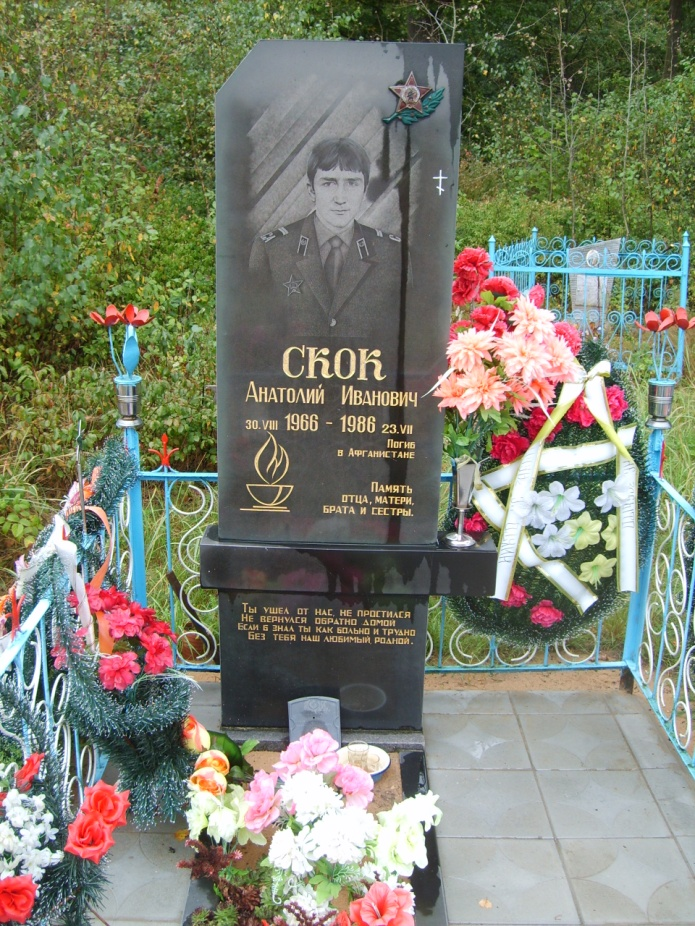 СКОК
Анатолий Иванович
30.VIII 1966 - 1986 23.VII
Погиб
в Афганистане
Память
отца, матери,
брата и сестры.
Ты ушел от нас, не простился
Не вернулся обратно домой
Если б знал ты как больно и трудно
Без тебя наш любимый родной.